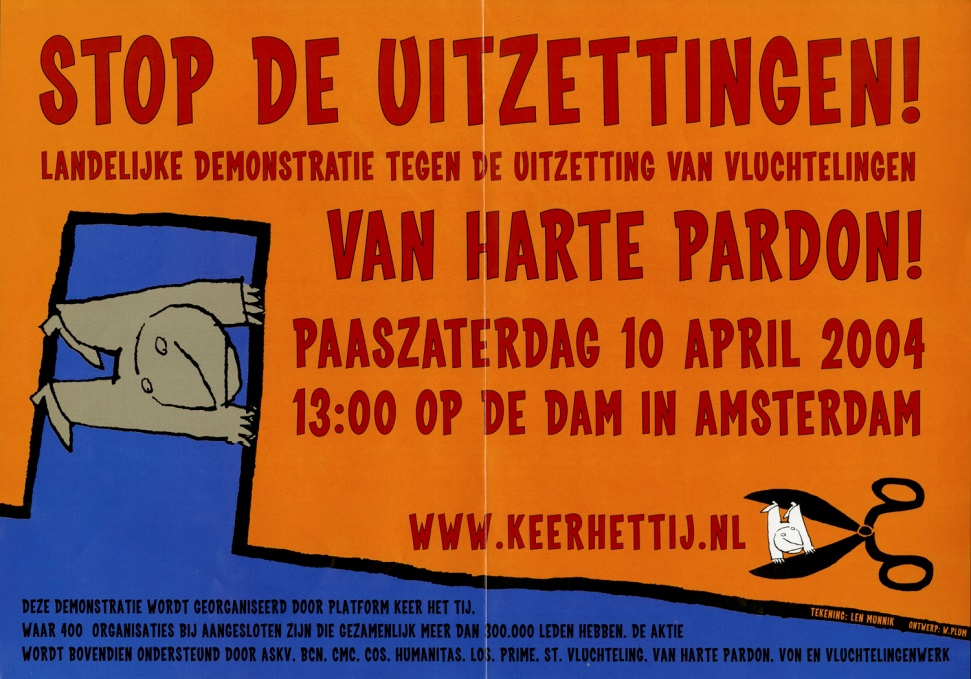 STOP DE UITZETTINGEN!
LANDELIJKE DEMONSTRATIE TEGEN DE UITZETTING VAN VLUCHTELINGEN
VAN HARTE PARDON!
PAASZATERDAG 10 APRIL 2004
13:00 OP DE DAM IN AMSTERDAM
WWW.KEERHETTIJ.NL
TEKENING: LEN MUNNIK ONTWERP: W.PLUM
DEZE DEMONSTRATIE WORDT GEORGANISEERD DOOR PLATFORM KEER HET TIJ.
WAAR 400 ORGANISATIES BIJ AANGESLOTEN ZIJN DIE GEZAMENLIJK MEER DAN 300.000 LEDEN HEBBEN. DE AKTIE
WORDT BOVENDIEN ONDERSTEUND DOOR ASKV. BCN. CMC. COS. HUMANITAS. LOS. PRIME. ST. VLUCHTELING. VAN HARTE PARDON. VON EN VLUCHTELINGENWERK